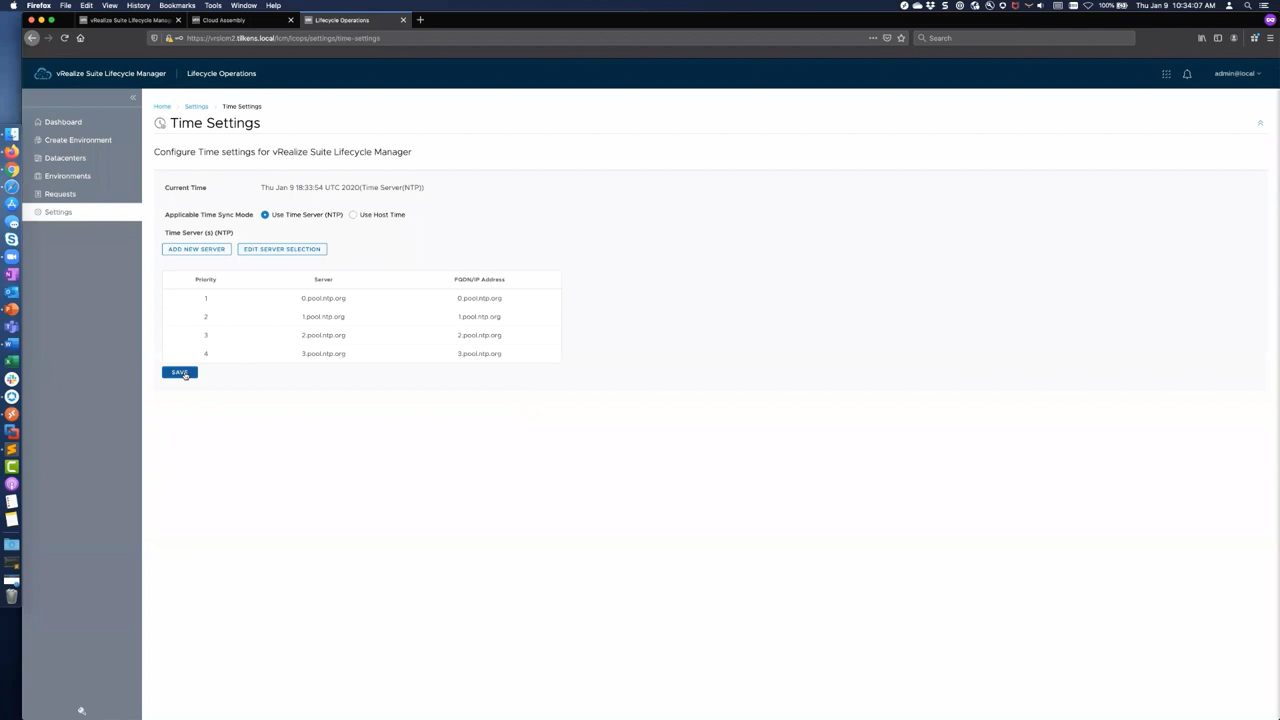 Firefox File Edit View History Bookmarks Tools Window Help 100% Thu Jan 9 10:34:07 AM
vRealize Suite Lifecycle Mana Cloud Assembly Lifecycle Operations
https://vrslcm2.tilkens.local/lcm/lcops/settings/time-settings Search
vRealize Suite Lifecycle Manager Lifecycle Operations admin@local
Dashboard
Create Environment
Datacenters
Environments
Requests
Settings
Home Settings Time Settings
Time Settings
Configure Time settings for vRealize Suite Lifecycle Manager
Current Time Thu Jan 9 18:33:54 UTC 2020(Time Server(NTP))
Applicable Time Sync Mode Use Time Server (NTP) Use Host Time
Time Server (s) (NTP)
ADD NEW SERVER EDIT SERVER SELECTION
Priority Server FQDN/IP Address
1 0.pool.ntp.org 0.pool.ntp.org
2 1.pool.ntp.org 1.pool.ntp.org
3 2.pool.ntp.org 2.pool.ntp.org
4 3.pool.ntp.org 3.pool.ntp.org
SAVE